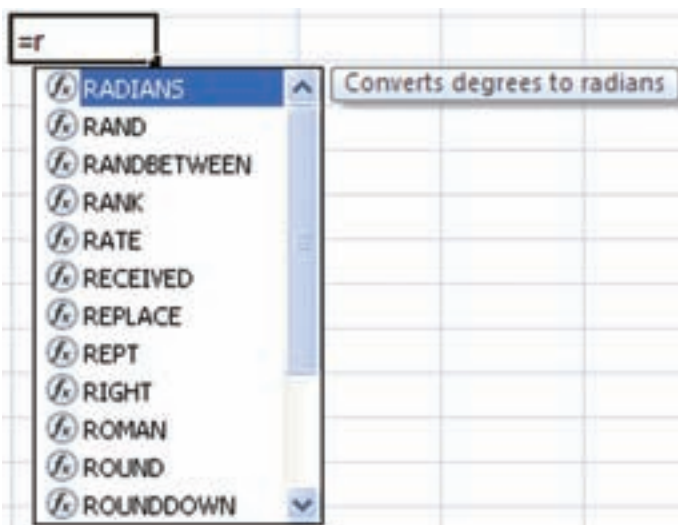 =r
RADIANS
Converts degrees to radians
RAND
RANDBETWEEN
RANK
RATE
RECEIVED
REPLACE
REPT
RIGHT
ROMAN
ROUND
ROUNDDOWN